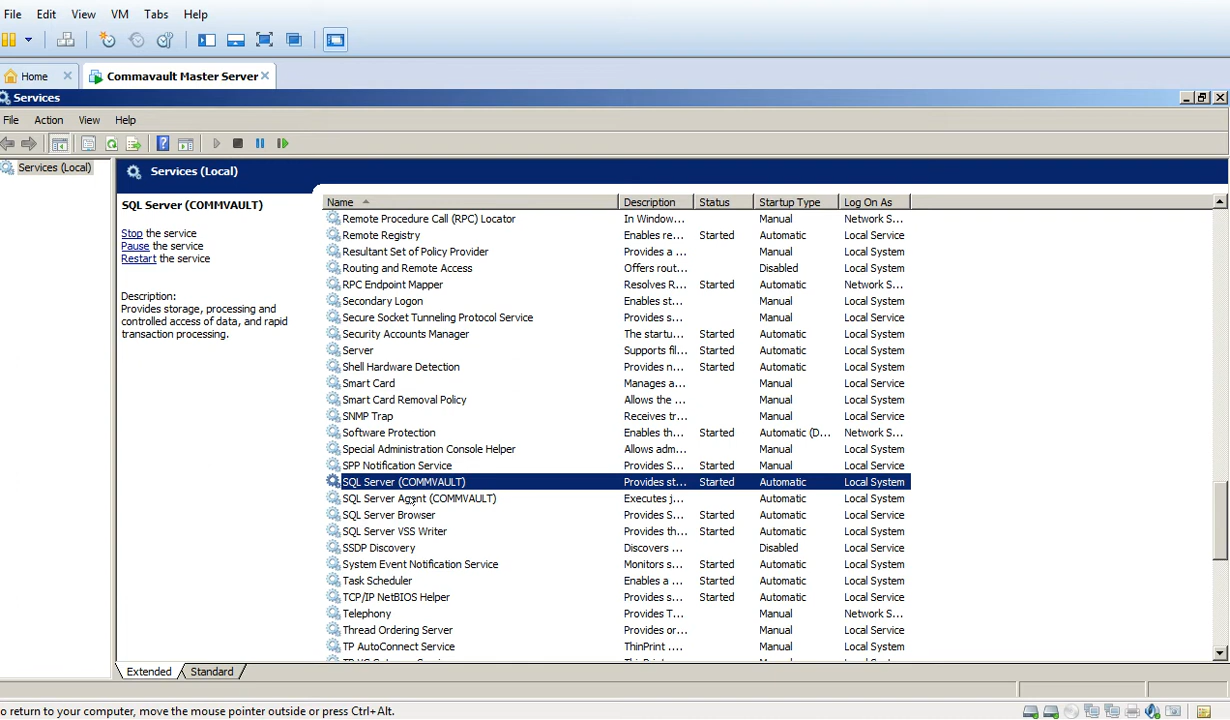 File Edit View VM Tabs Help
Home Commavault Master Server
Services
File Action View Help
Services (Local)
Services (Local)
SQL Server (COMMVAULT)
Stop the service
Pause the service
Restart the service
Description:
Provides storage, processing and
controlled access of data, and rapid
transaction processing.
Name Description Status Startup Type Log On As
Remote Procedure Call (RPC) Locator In Window... Manual Network S...
Remote Registry Enables re... Started Automatic Local Service
Resultant Set of Policy Provider Provides a ... Manual Local System
Routing and Remote Access Offers rout... Disabled Local System
RPC Endpoint Mapper Resolves R... Started Automatic Network S...
Secondary Logon Enables st... Manual Local System
Secure Socket Tunneling Protocol Service Provides s... Manual Local Service
Security Accounts Manager The startu... Started Automatic Local System
Server Supports fil... Started Automatic Local System
Shell Hardware Detection Provides n... Started Automatic Local System
Smart Card Manages a... Manual Local Service
Smart Card Removal Policy Allows the ... Manual Local System
SNMP Trap Receives tr... Manual Local Service
Software Protection Enables th... Started Automatic (D... Network S...
Special Administration Console Helper Allows adm... Manual Local System
SPP Notification Service Provides S... Started Manual Local Service
SQL Server (COMMVAULT) Provides st... Started Automatic Local System
SQL Server Agent (COMMVAULT) Executes j... Automatic Local System
SQL Server Browser Provides S... Started Automatic Local Service
SQL Server VSS Writer Provides th... Started Automatic Local System
SSDP Discovery Discovers ... Disabled Local Service
System Event Notification Service Monitors s... Started Automatic Local System
Task Scheduler Enables a ... Started Automatic Local System
TCP/IP NetBIOS Helper Provides s... Started Automatic Local Service
Telephony Provides T... Manual Network S...
Thread Ordering Server Provides or... Manual Local Service
TP AutoConnect Service ThinPrint ... Manual Local System
Extended Standard
o return to your computer, move the mouse pointer outside or press Ctrl+Alt.